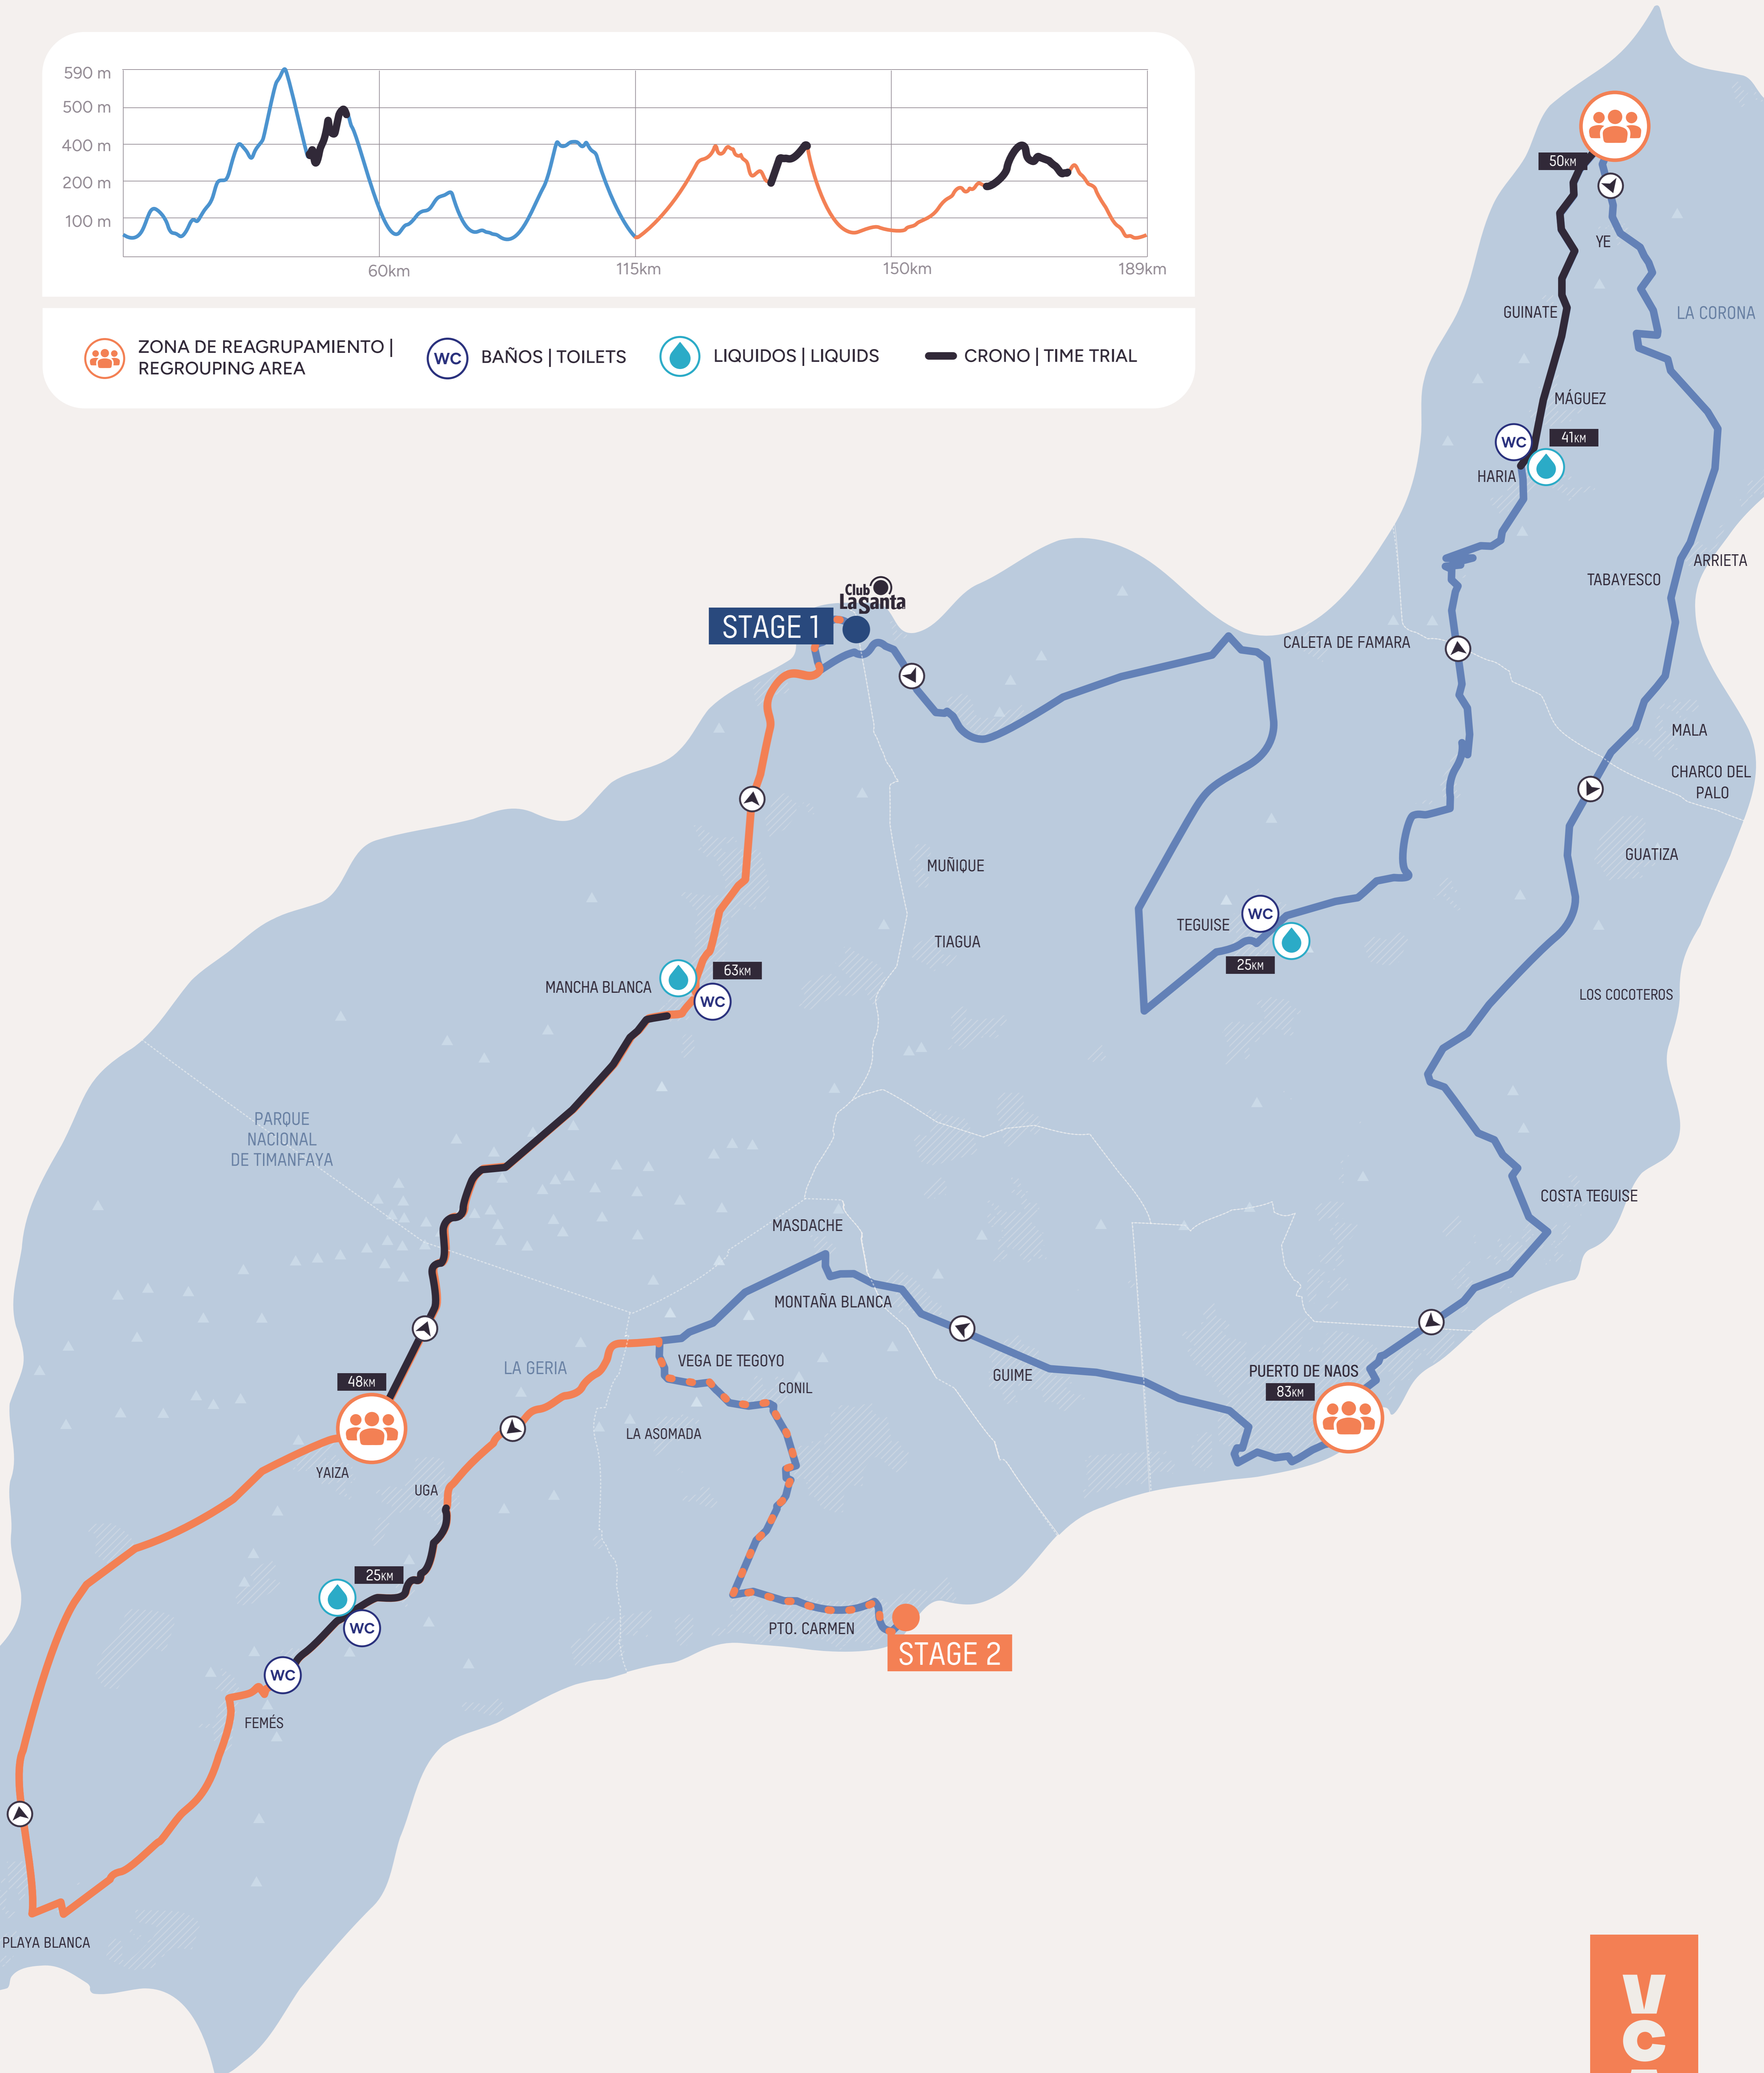 590 m
500 m
400 m
200 m
100 m
60km
115km
150km
189km
ZONA DE REAGRUPAMIENTO |
REGROUPING AREA
WC
BAÑOS | TOILETS
LIQUIDOS | LIQUIDS
CRONO | TIME TRIAL
50KM
YE
GUINATE
LA CORONA
MÁGUEZ
WC
41KM
HARIA
ARRIETA
TABAYESCO
Club
LaSanta
STAGE 1
CALETA DE FAMARA
MALA
CHARCO DEL
PALO
GUATIZA
MUÑIQUE
WC
TEGUISE
TIAGUA
25KM
63KM
MANCHA BLANCA
WC
LOS COCOTEROS
PARQUE
NACIONAL
DE TIMANFAYA
COSTA TEGUISE
MASDACHE
MONTAÑA BLANCA
VEGA DE TEGOYO
LA GERIA
GUIME
PUERTO DE NAOS
48KM
CONIL
83KM
LA ASOMADA
YAIZA
UGA
25KM
WC
PTO. CARMEN
STAGE 2
WC
FEMÉS
PLAYA BLANCA
V
C